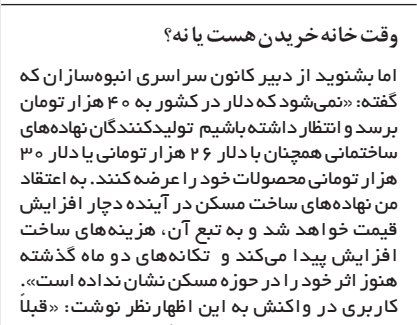 وقت خانه خریدن هست یا نه؟
اما بشنوید از دبیر کانون سراسری انبوه‌سازان که
گفته: «نمی‌شود که دلار در کشور به ۴۰ هزار تومان
برسد و انتظار داشته باشیم تولیدکنندگان نهاده‌های
ساختمانی همچنان با دلار ۲۶ هزار تومانی یا دلار ۳۰
هزار تومانی محصولات خود را عرضه کنند. به اعتقاد
من نهاده‌های ساخت مسکن در آینده دچار افزایش
قیمت خواهد شد و به تبع آن، هزینه‌های ساخت
افزایش پیدا می‌کند و تکانه‌های دو ماه گذشته
هنوز اثر خود را در حوزه مسکن نشان نداده است».
کاربری در واکنش به این اظهارنظر نوشت: «قبلاً